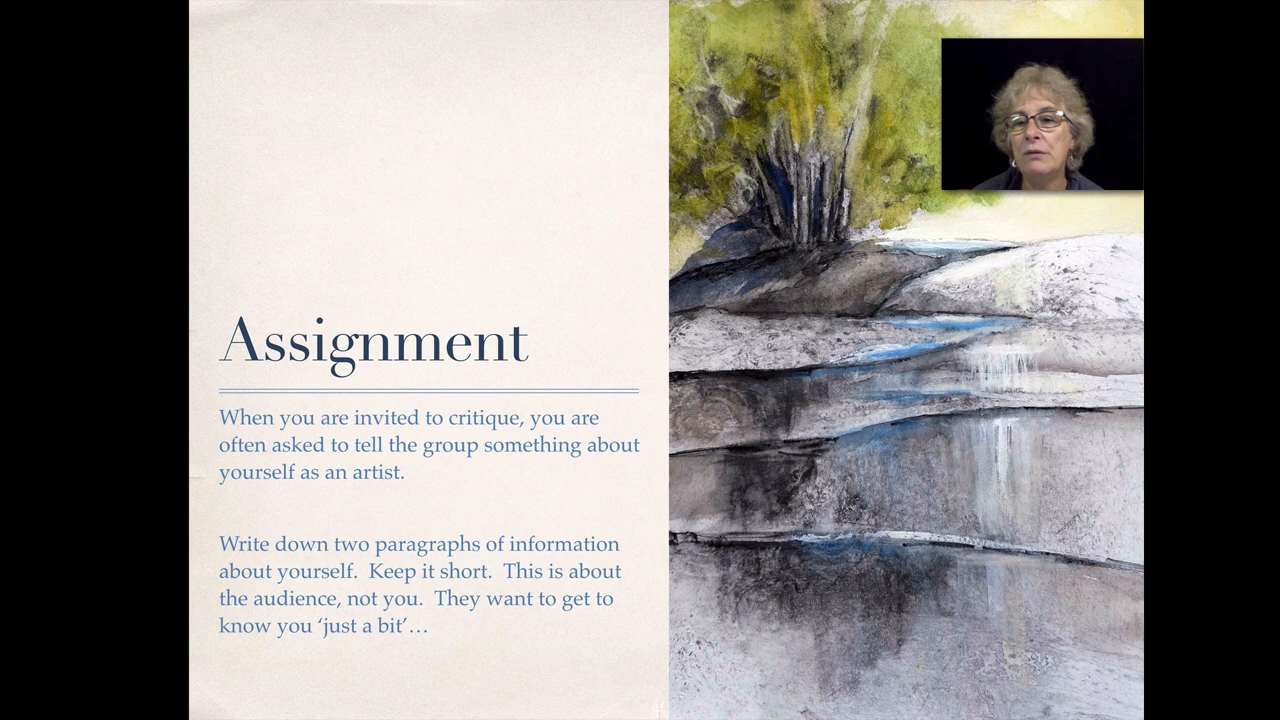 Assignment
When you are invited to critique, you are
often asked to tell the group something about
yourself as an artist.
Write down two paragraphs of information
about yourself.  Keep it short.  This is about
the audience, not you.  They want to get to
know you ‘just a bit’…